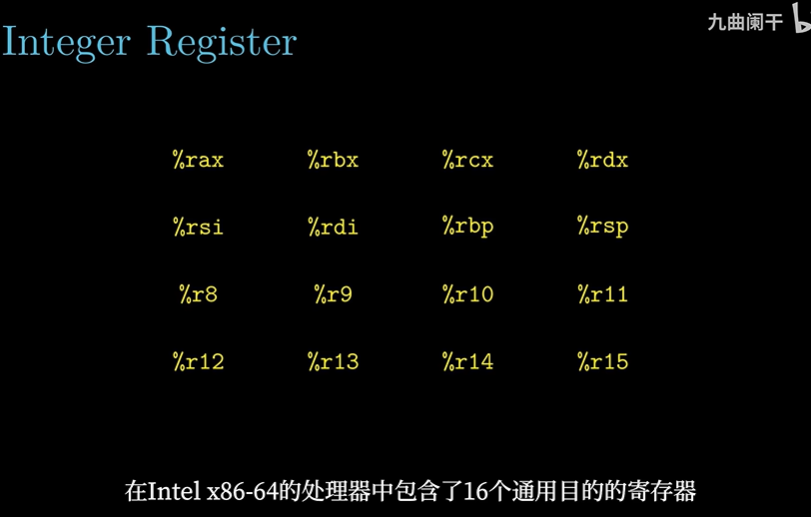 Integer Register
九曲阑干
%rax %rbx %rcx %rdx
%rsi %rdi %rbp %rsp
%r8 %r9 %r10 %r11
%r12 %r13 %r14 %r15
在Intel x86-64的处理器中包含了16个通用目的的寄存器